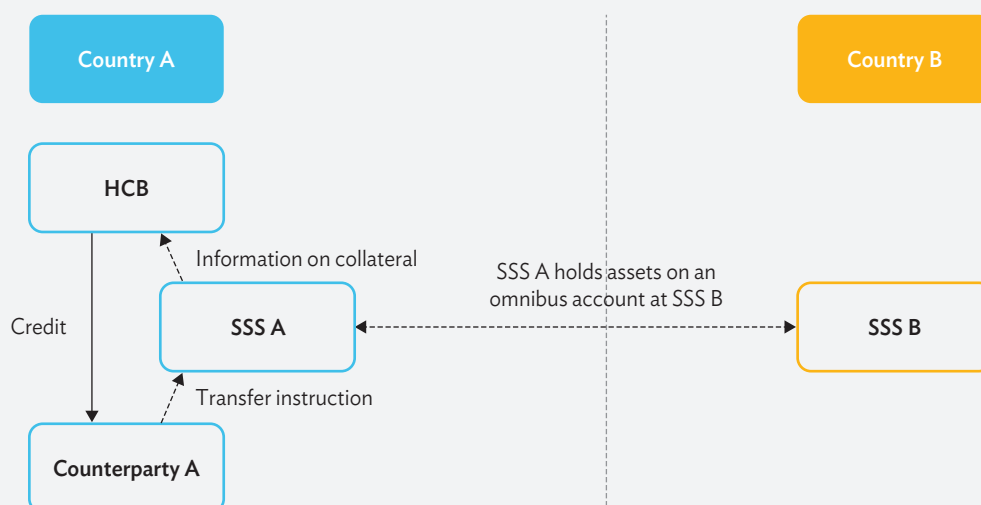 Country A
Country B
HCB
Information on collateral
SSS A holds assets on an
omnibus account at SSS B
Credit
SSS A
SSS B
Transfer instruction
Counterparty A